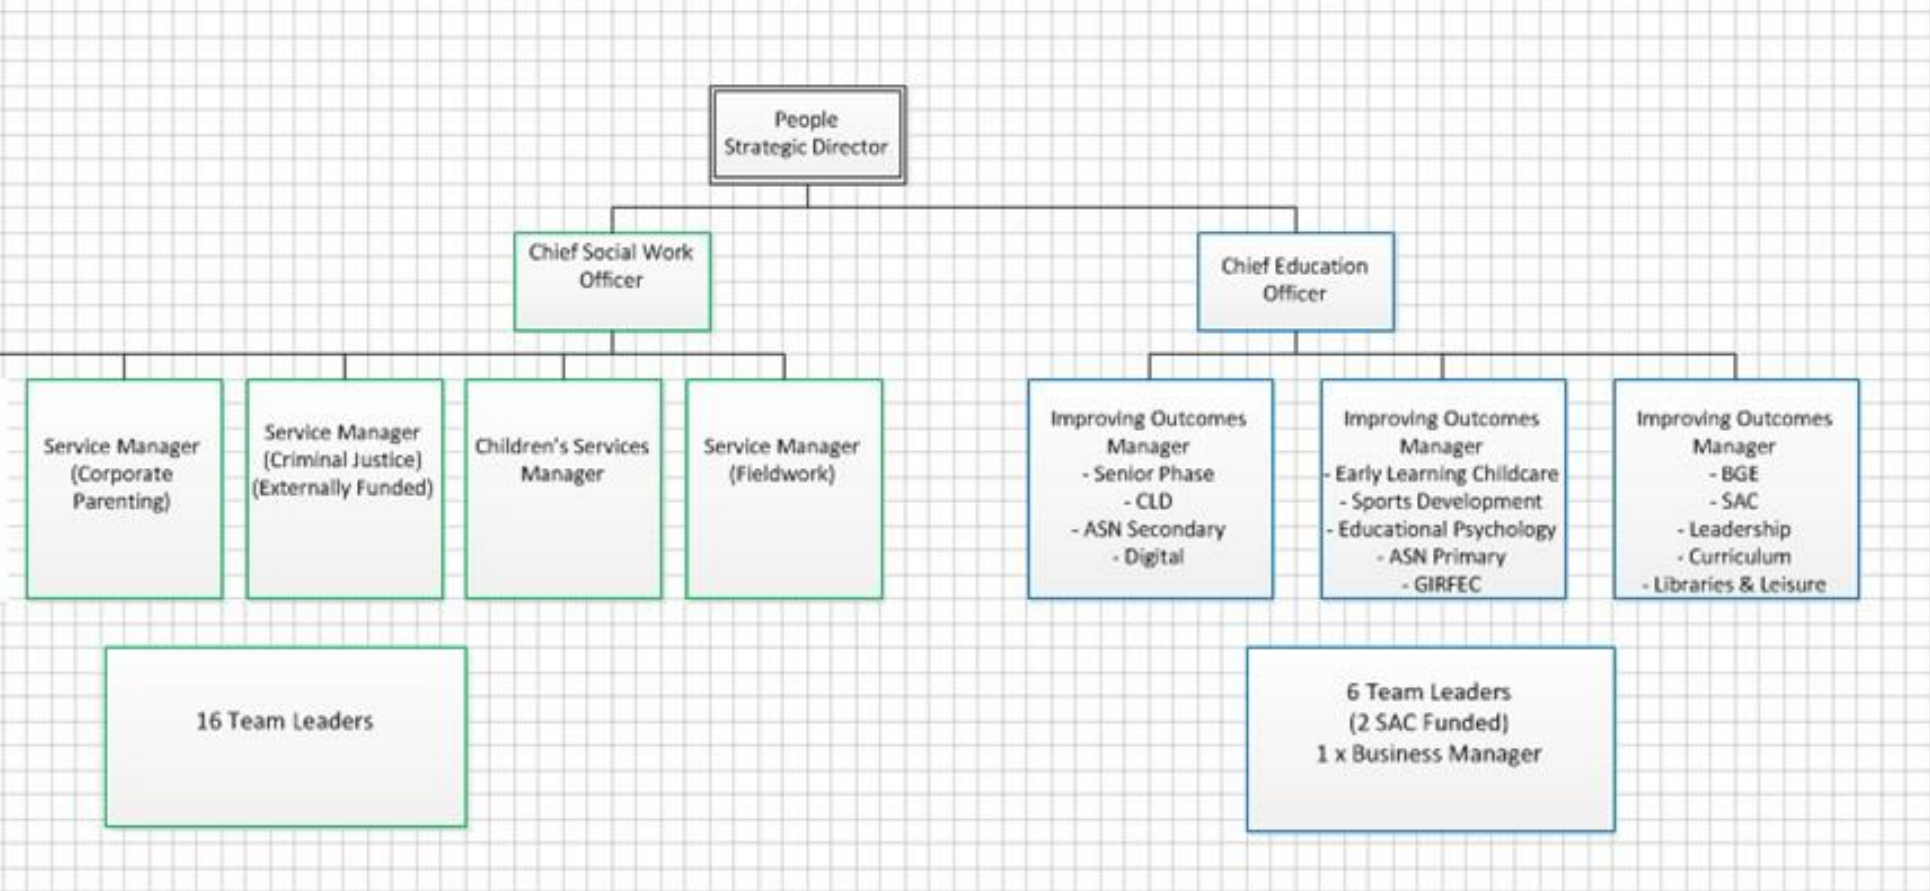 People
Strategic Director
Chief Social Work
Officer
Chief Education
Officer
Service Manager
(Corporate
Parenting)
Service Manager
(Criminal Justice)
(Externally Funded)
Children's Services
Manager
Service Manager
(Fieldwork)
Improving Outcomes
Manager
- Senior Phase
- CLD
- ASN Secondary
- Digital
Improving Outcomes
Manager
- Early Learning Childcare
- Sports Development
- Educational Psychology
- ASN Primary
- GIRFEC
Improving Outcomes
Manager
- BGE
- SAC
- Leadership
- Curriculum
- Libraries & Leisure
16 Team Leaders
6 Team Leaders
(2 SAC Funded)
1 x Business Manager